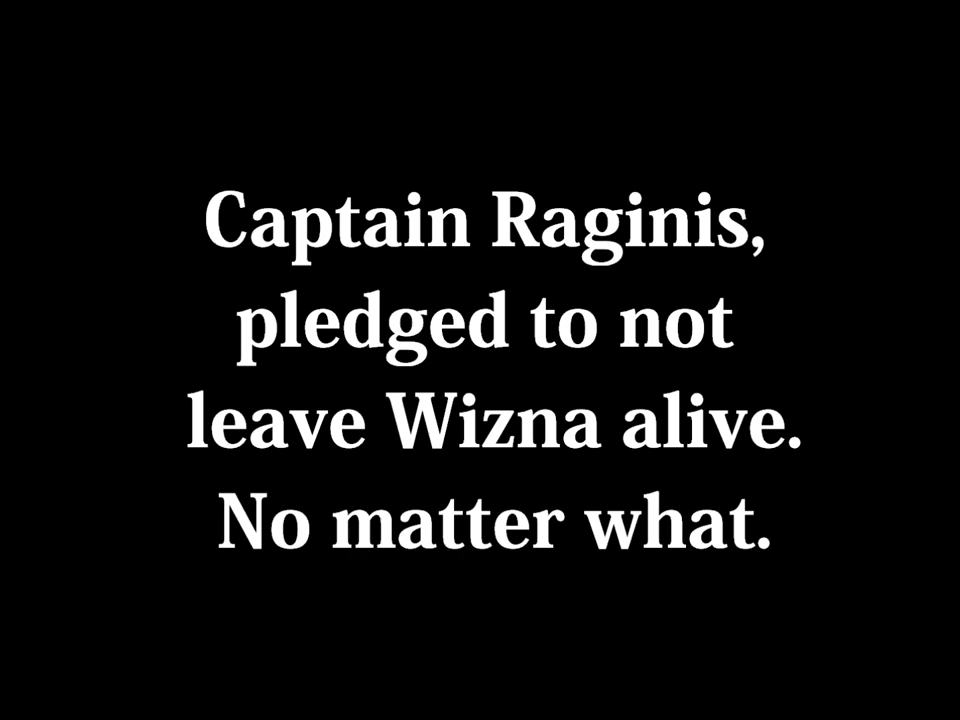 Captain Raginis,
pledged to not
leave Wizna alive.
No matter what.